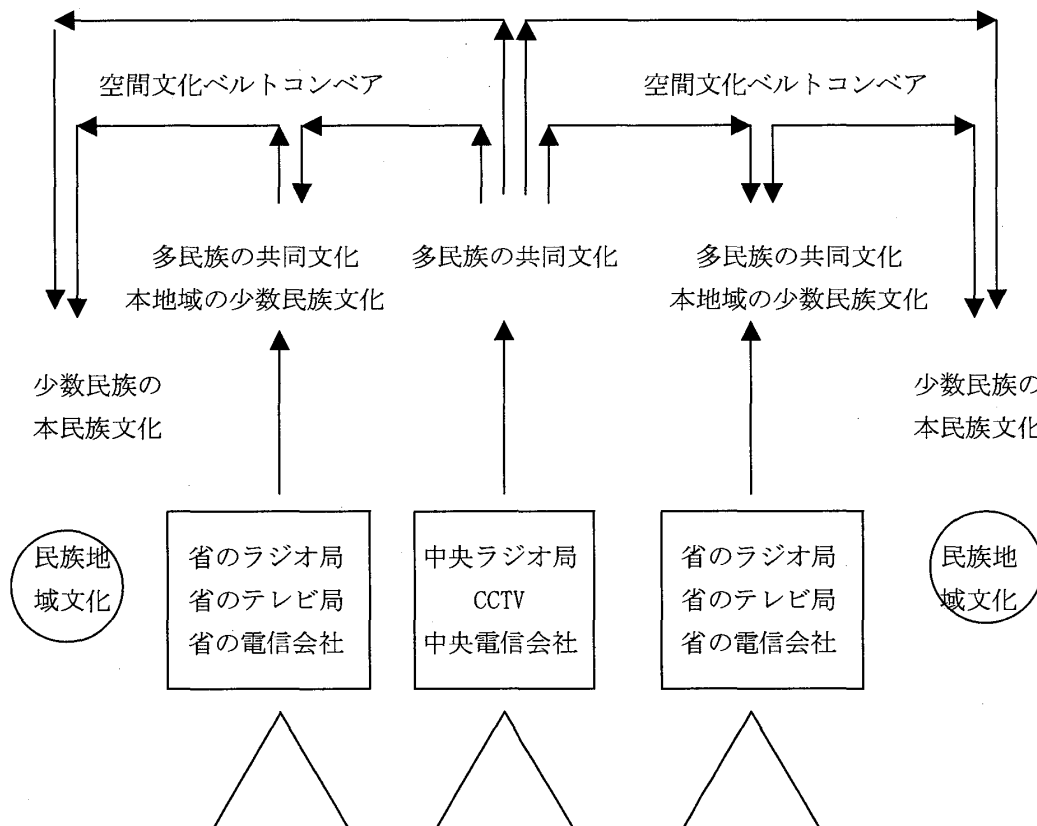 空間文化ベルトコンベア
空間文化ベルトコンベア
多民族の共同文化
本地域の少数民族文化
多民族の共同文化
多民族の共同文化
本地域の少数民族文化
少数民族の
本民族文化
少数民族の
本民族文化
民族地
域文化
省のラジオ局
省のテレビ局
省の電信会社
中央ラジオ局
CCTV
中央電信会社
省のラジオ局
省のテレビ局
省の電信会社
民族地
域文化